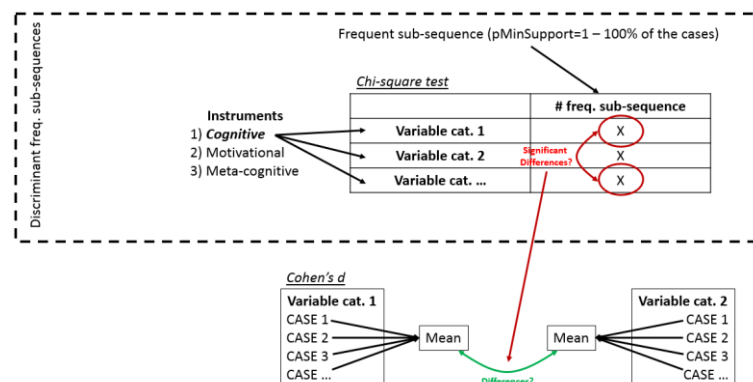 Discriminant freq. sub-sequences
Frequent sub-sequence (pMinSupport=1 – 100% of the cases)
Chi-square test
# freq. sub-sequence
Instruments
1) Cognitive
2) Motivational
3) Meta-cognitive
Variable cat. 1
X
Variable cat. 2
Significant
Differences?
X
Variable cat. ...
X
Cohen's d
Variable cat. 1
CASE 1
CASE 2
CASE 3
CASE ...
Mean
Mean
Variable cat. 2
CASE 1
CASE 2
CASE 3
CASE ...
Differences?